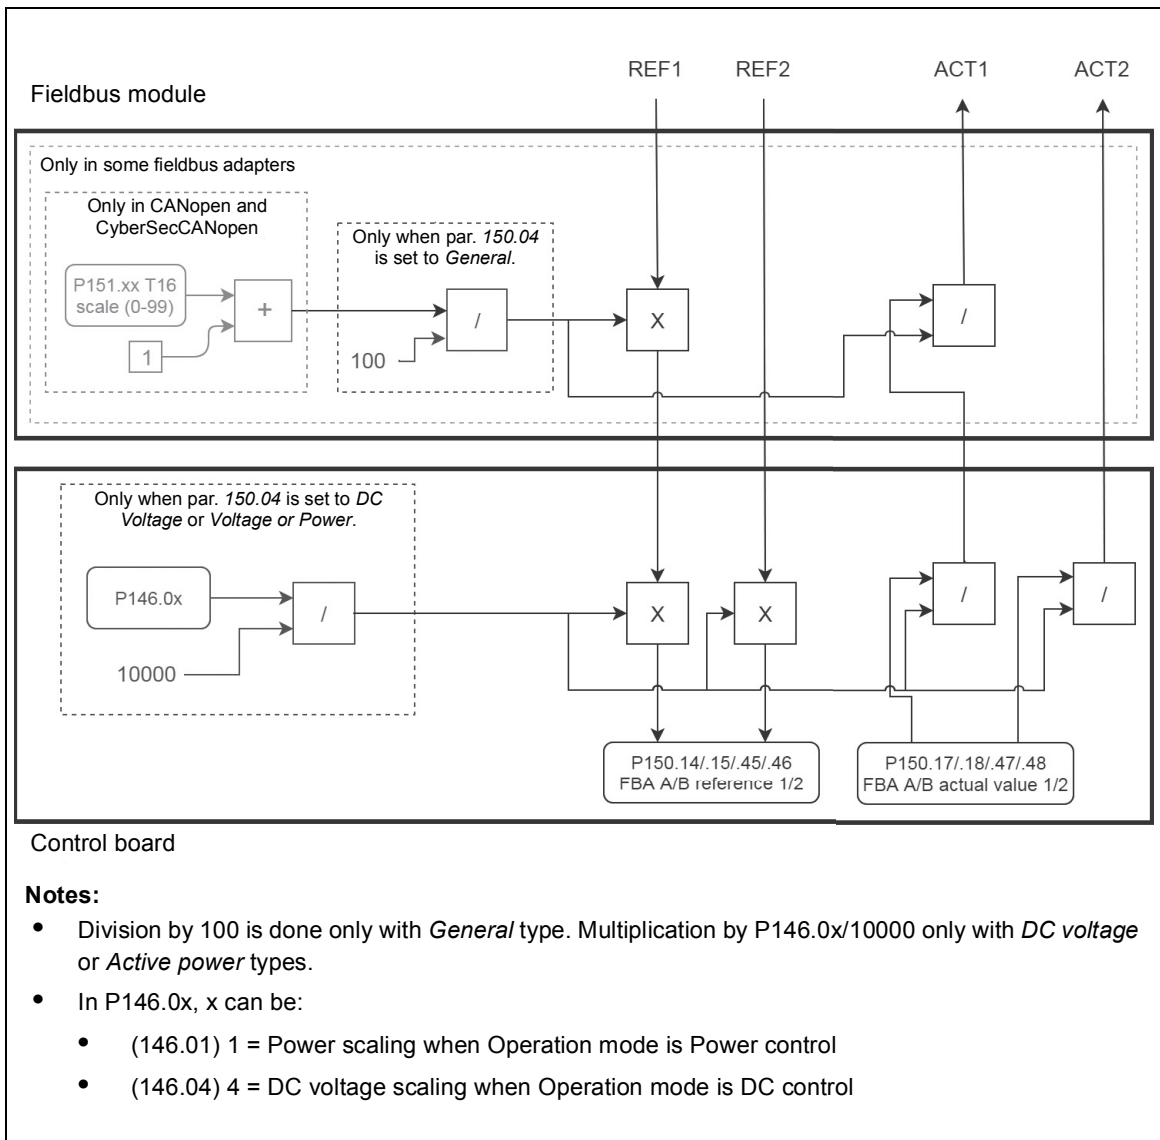 REF1 REF2 ACT1 ACT2
Fieldbus module
Only in some fieldbus adapters
Only in CANopen and
CyberSecCANopen
Only when par. 150.04
is set to General.
P151.xx T16
scale (0-99)
+
1
/
100
X
/
Only when par. 150.04 is set to DC
Voltage or Voltage or Power.
P146.0x
/
10000
X
X
/
/
P150.14/.15/.45/.46
FBA A/B reference 1/2
P150.17/.18/.47/.48
FBA A/B actual value 1/2
Control board
Notes:
• Division by 100 is done only with General type. Multiplication by P146.0x/10000 only with DC voltage
or Active power types.
• In P146.0x, x can be:
• (146.01) 1 = Power scaling when Operation mode is Power control
• (146.04) 4 = DC voltage scaling when Operation mode is DC control